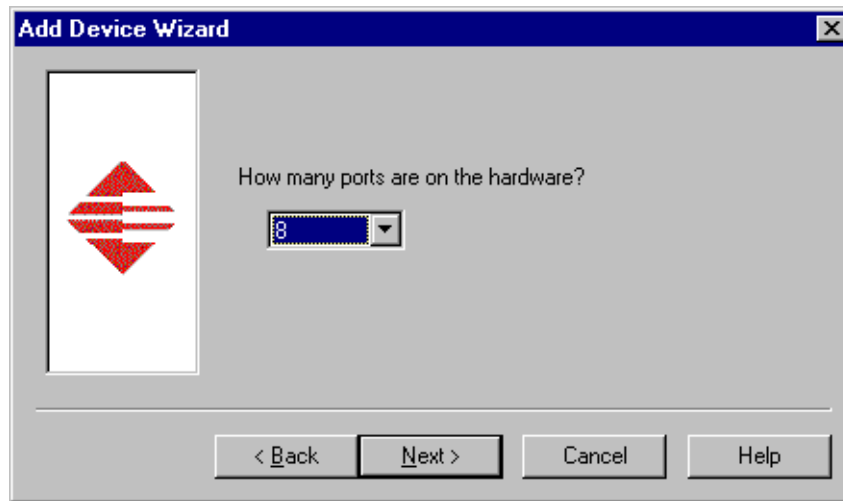 Add Device Wizard
How many ports are on the hardware?
8
< Back Next > Cancel Help